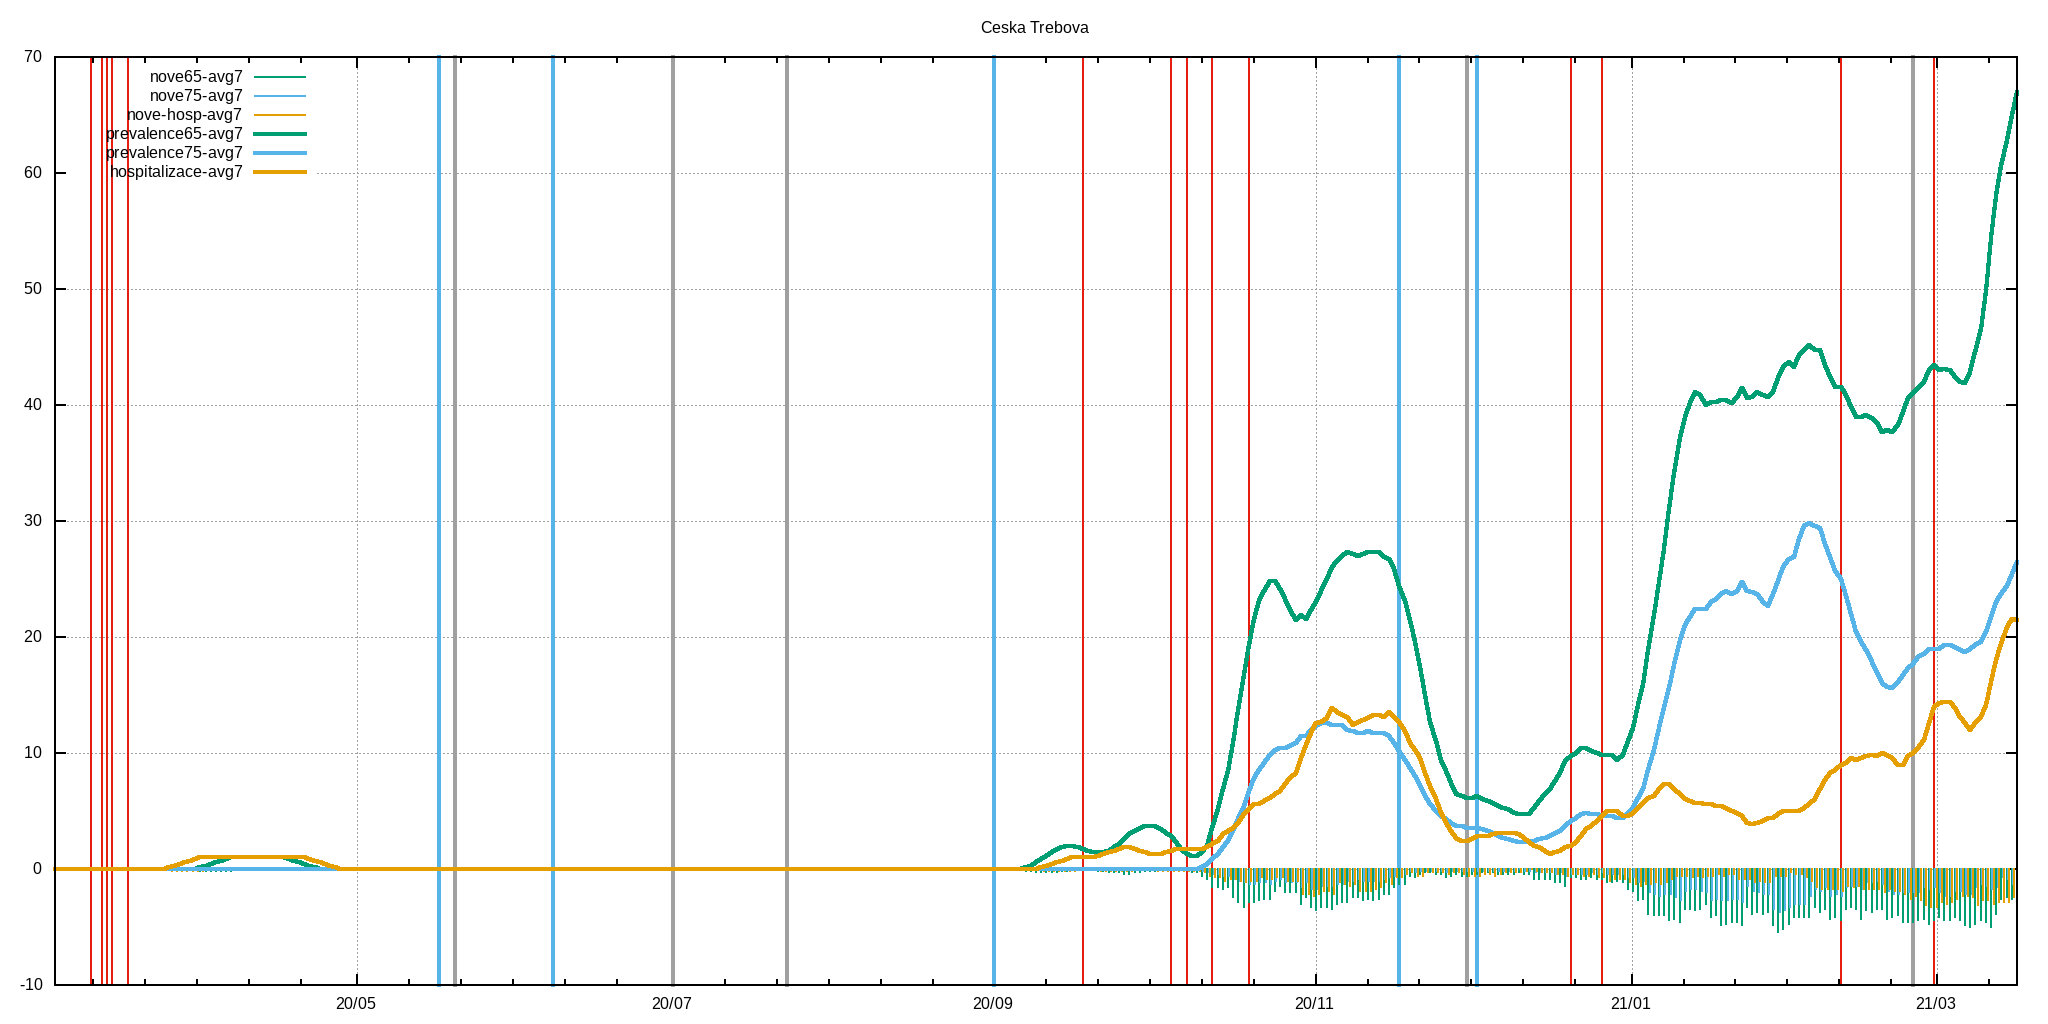 Ceska Trebova
70
60
50
40
30
20
10
0
-10
nove65-avg7
nove75-avg7
nove-hosp-avg7
prevalence65-avg7
prevalence75-avg7
hospitalizace-avg7
20/05 20/07 20/09 20/11 21/01 21/03